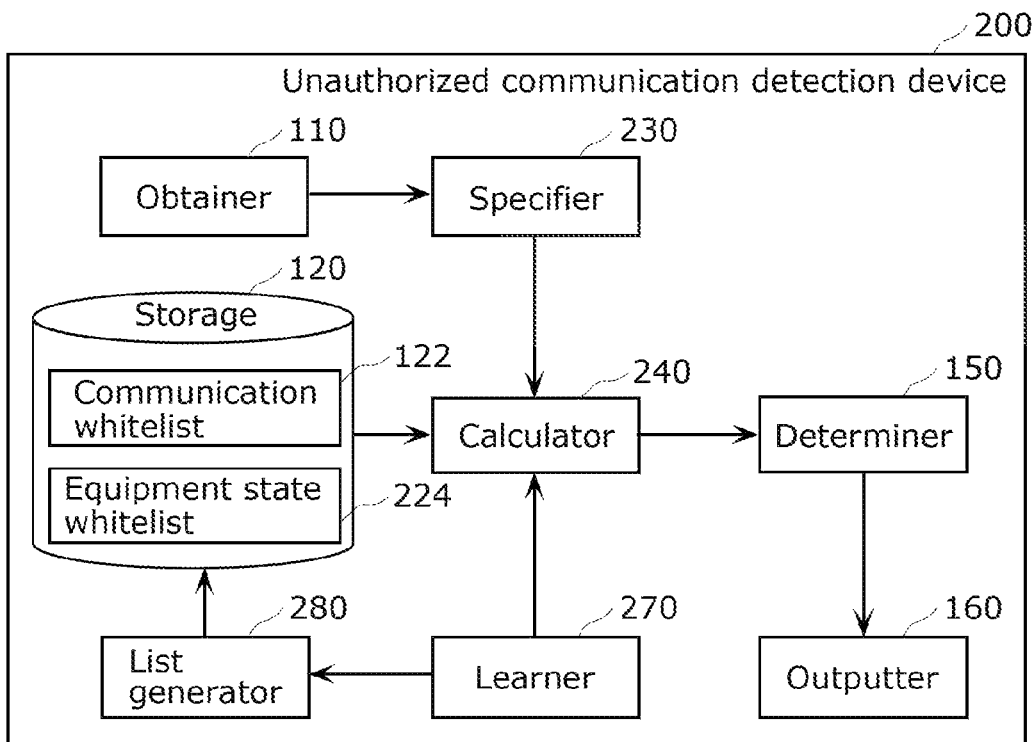 200
Unauthorized communication detection device
110
230
Obtainer
Specifier
120
Storage
122
Communication
whitelist
240
150
Calculator
Determiner
Equipment state
whitelist
224
280
270
160
List
generator
Learner
Outputter